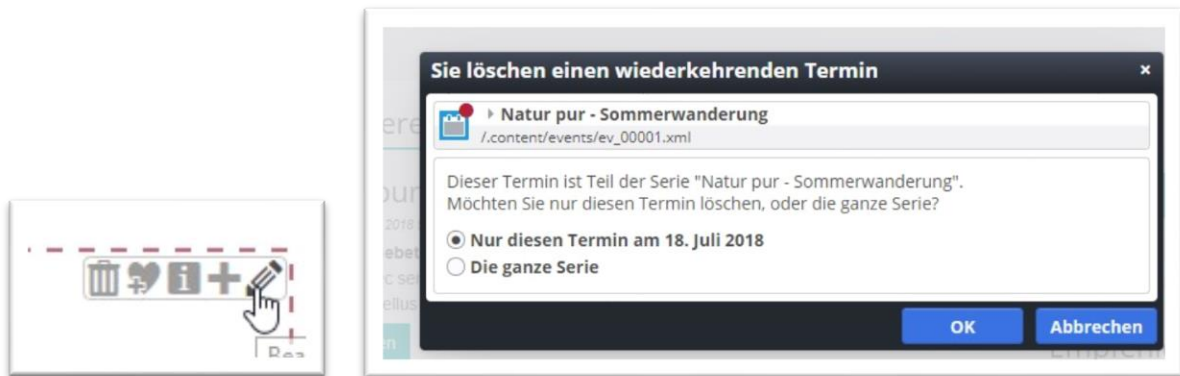 Sie löschen einen wiederkehrenden Termin
Natur pur - Sommerwanderung
/.content/events/ev_00001.xml
Dieser Termin ist Teil der Serie "Natur pur - Sommerwanderung".
Möchten Sie nur diesen Termin löschen, oder die ganze Serie?
Nur diesen Termin am 18. Juli 2018
Die ganze Serie
OK Abbrechen